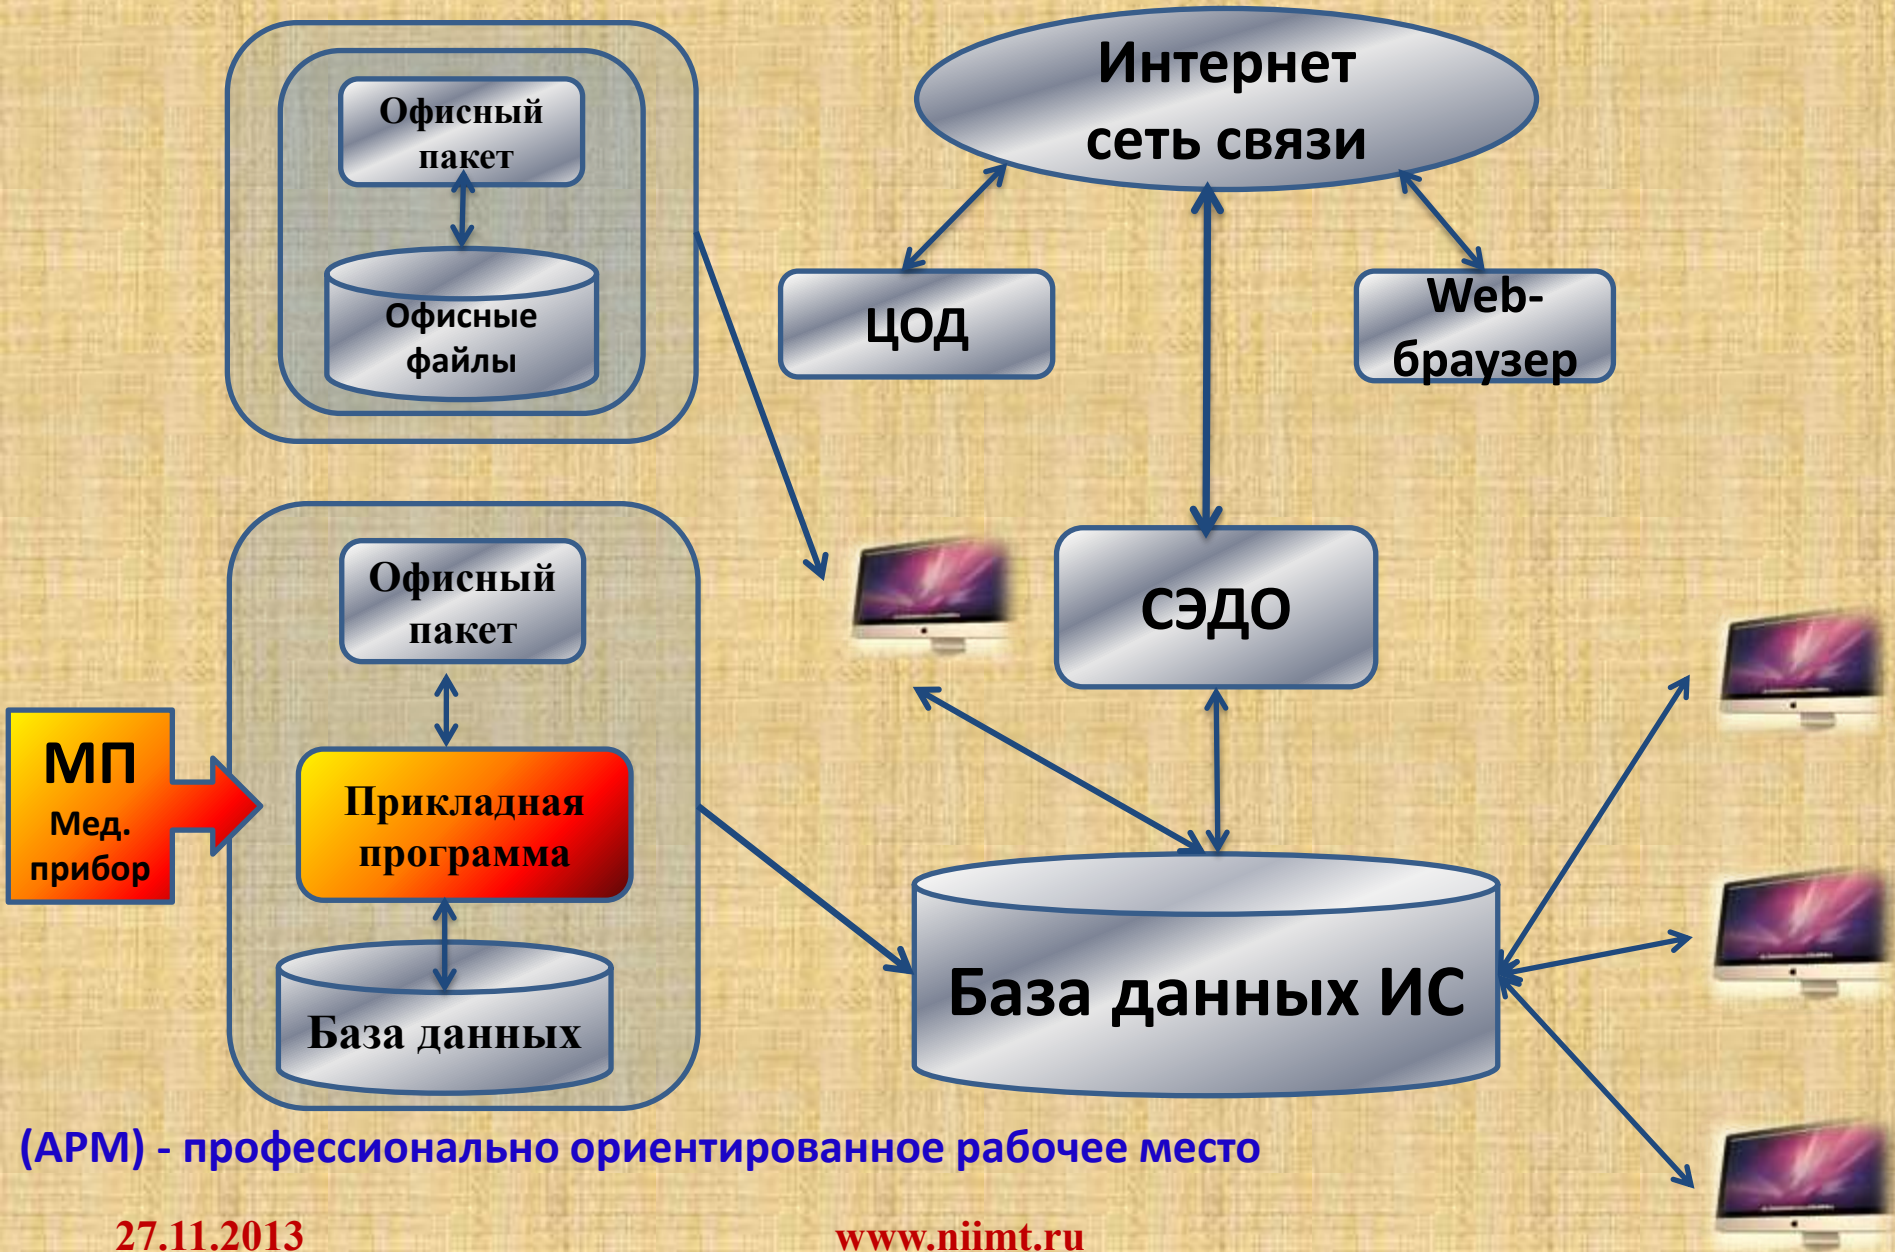 Офисный
пакет
Офисные
файлы
Интернет
сеть связи
ЦОД
Web-
браузер
СЭДО
Офисный
пакет
МП
Мед.
прибор
Прикладная
программа
База данных
База данных ИС
(АРМ) - профессионально ориентированное рабочее место
27.11.2013
www.niimt.ru